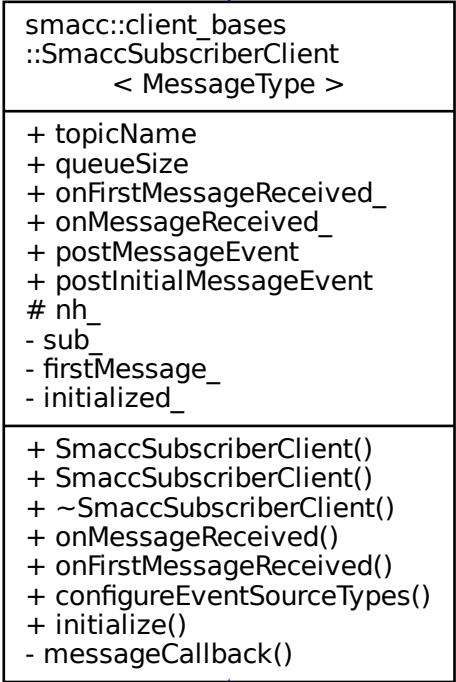 smacc::client_bases
::SmaccSubscriberClient
< MessageType >
+ topicName
+ queueSize
+ onFirstMessageReceived_
+ onMessageReceived_
+ postMessageEvent
+ postInitialMessageEvent
# nh_
- sub_
- firstMessage_
- initialized_
+ SmaccSubscriberClient()
+ SmaccSubscriberClient()
+ ~SmaccSubscriberClient()
+ onMessageReceived()
+ onFirstMessageReceived()
+ configureEventSourceTypes()
+ initialize()
- messageCallback()